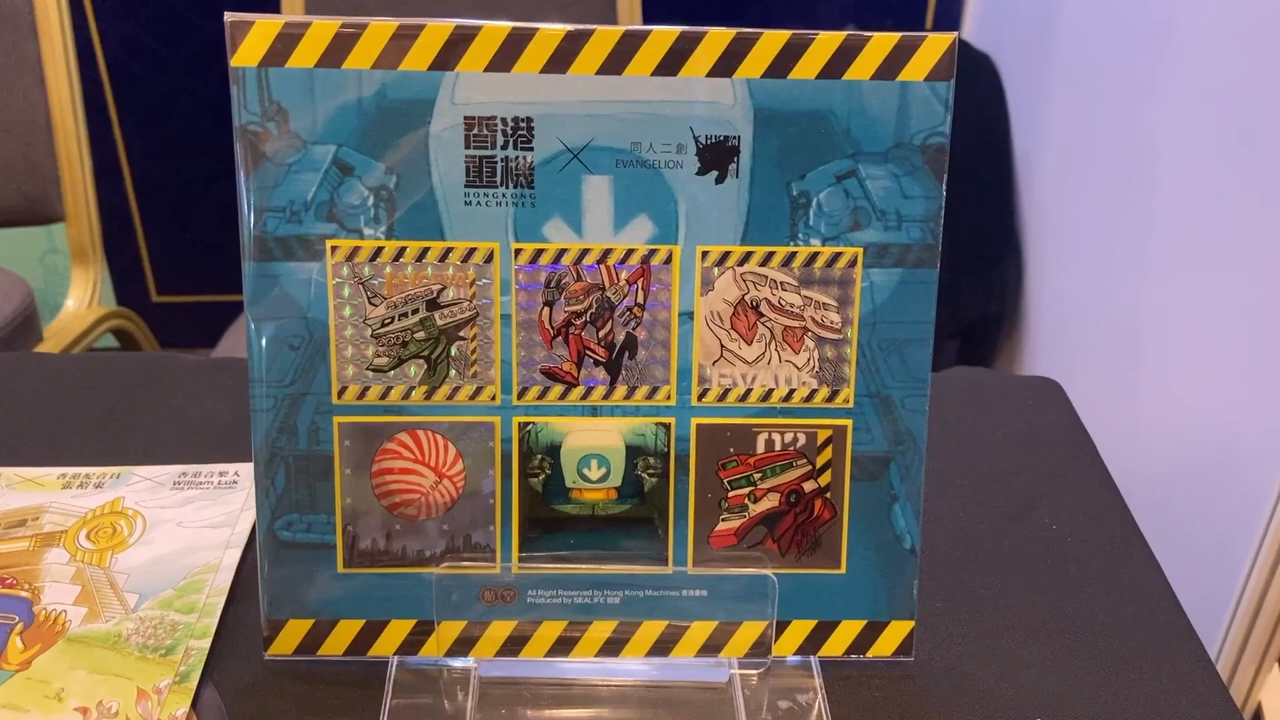 香港
重機
HONGKONG
MACHINES
同人二創
EVANGELION
02
All Right Reserved by Hong Kong Machines 香港重機
Produced by SEALIFE
香港配音員
張裕東
香港音樂人
William Luk